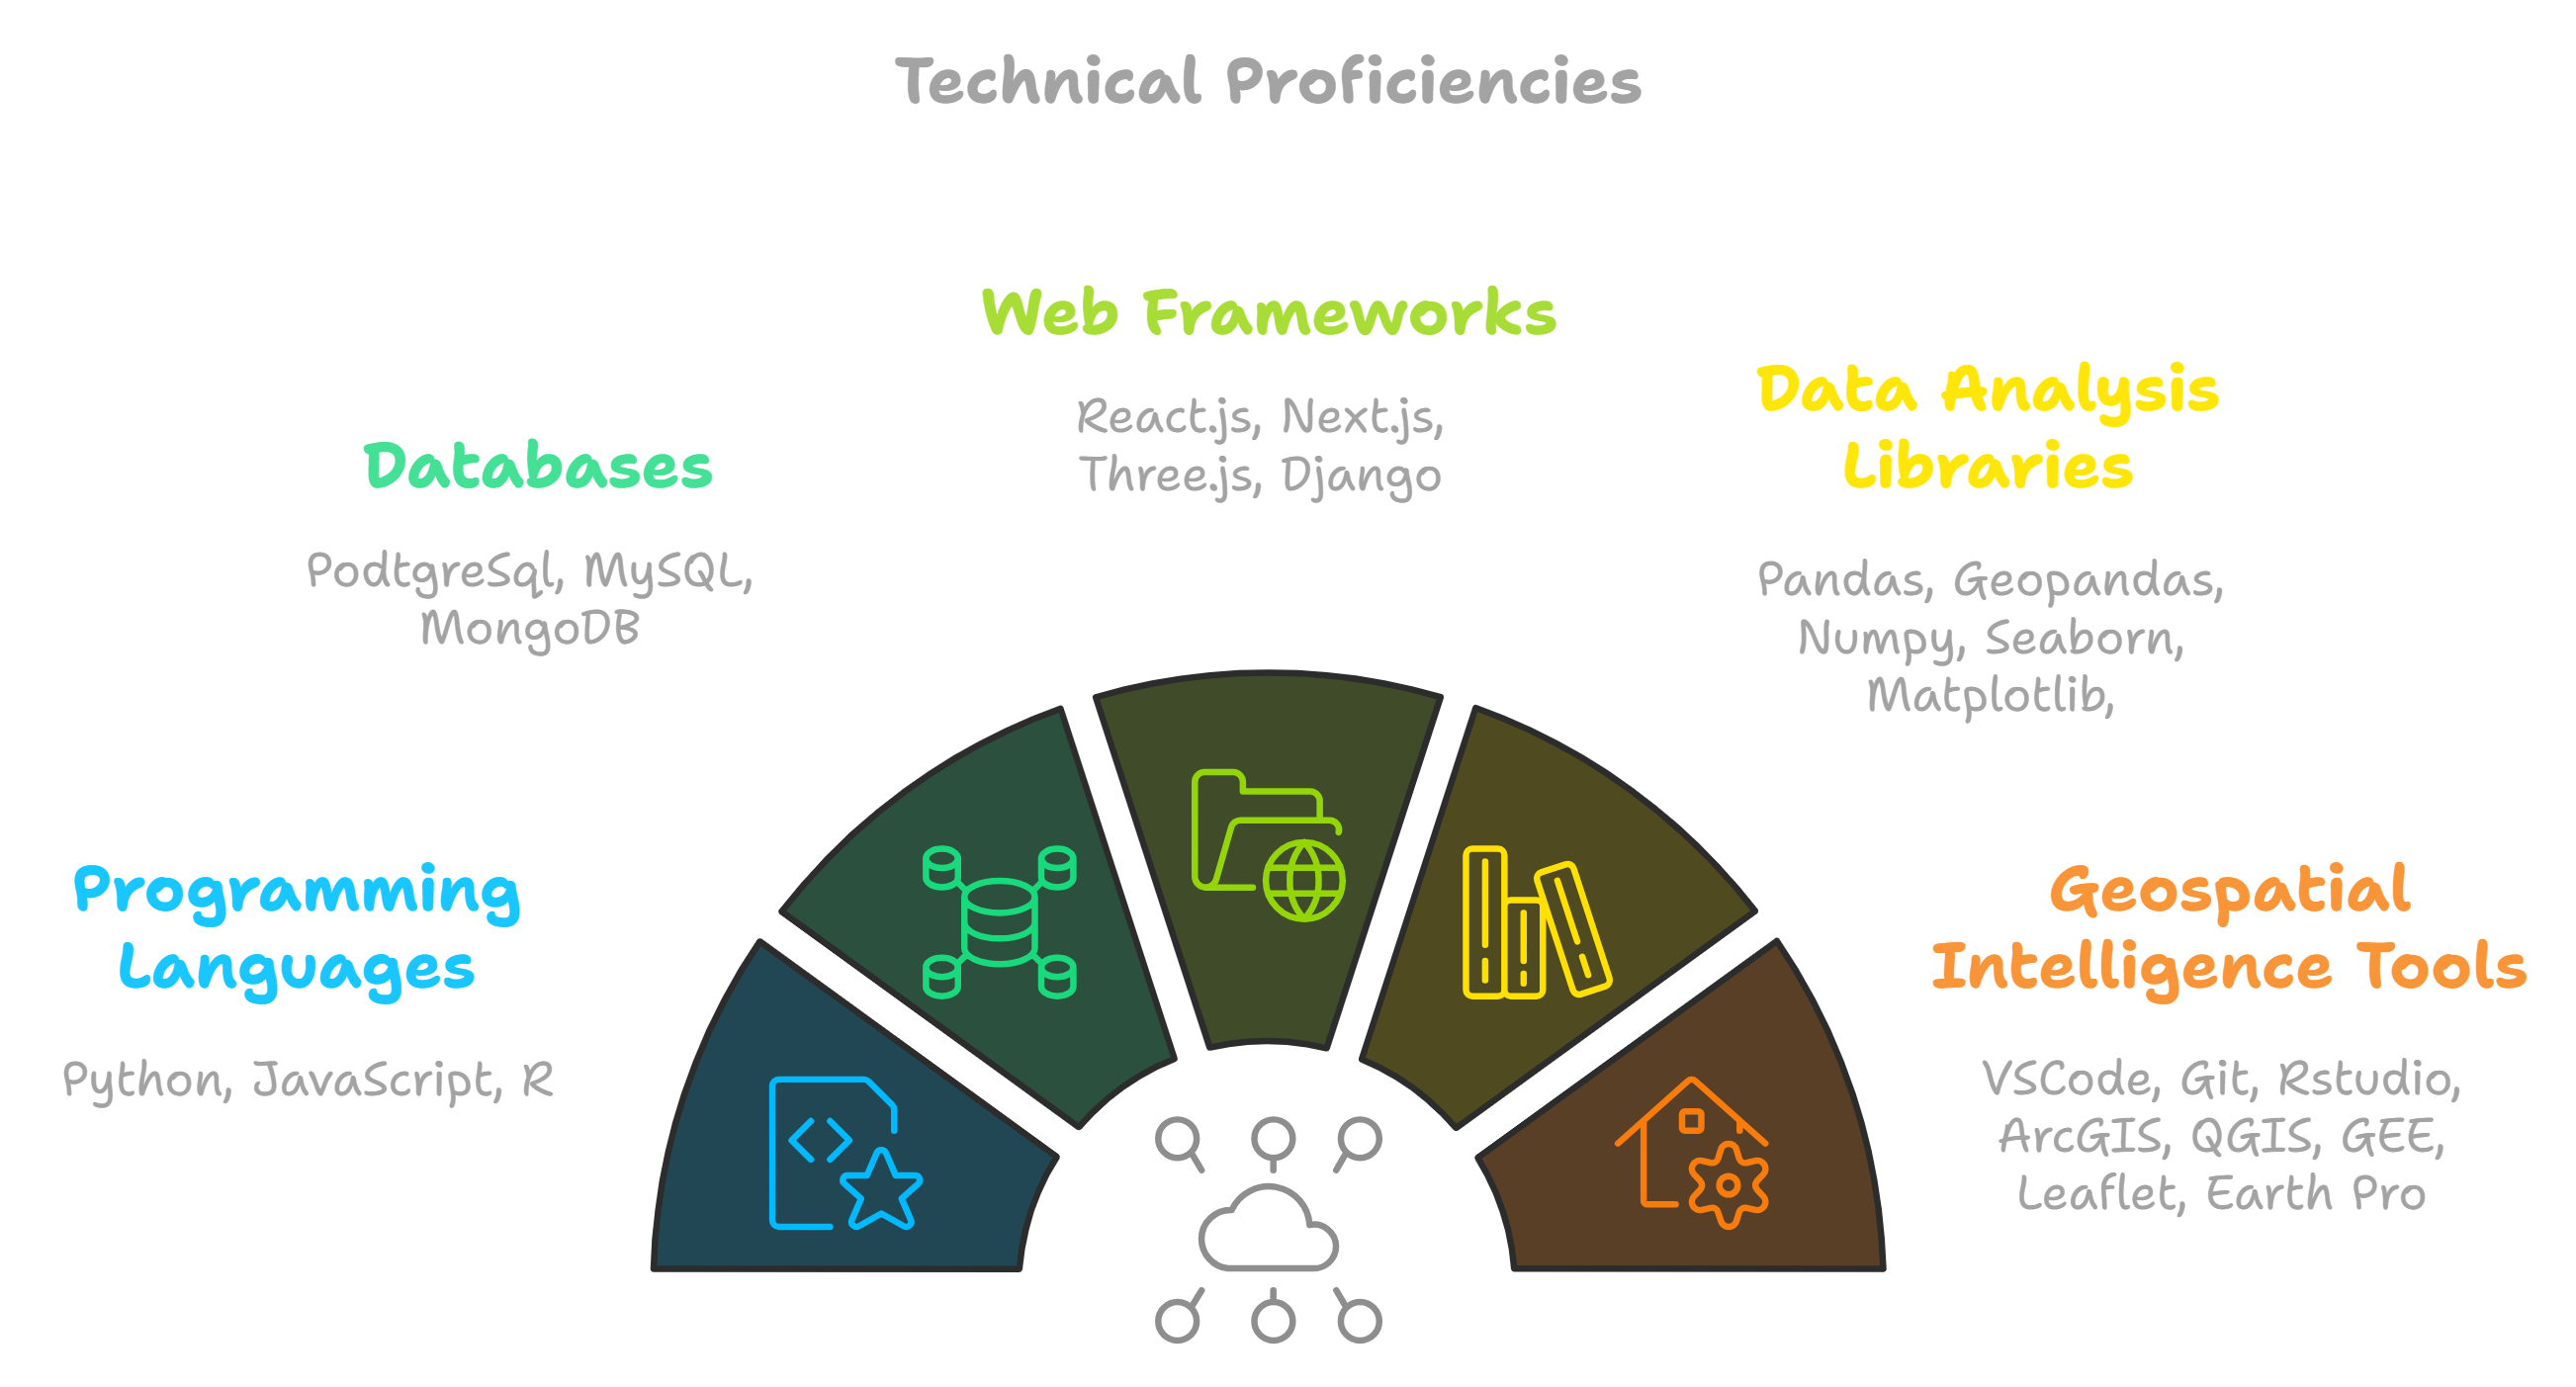 Technical Proficiencies
Web Frameworks
React.js, Next.js,
Three.js, Django
Data Analysis
Libraries
Pandas, Geopandas,
Numpy, Seaborn,
Matplotlib,
Databases
PodtgreSql, MySQL,
MongoDB
Programming
Languages
Python, JavaScript, R
Geospatial
Intelligence Tools
VSCode, Git, Rstudio,
ArcGIS, QGIS, GEE,
Leaflet, Earth Pro